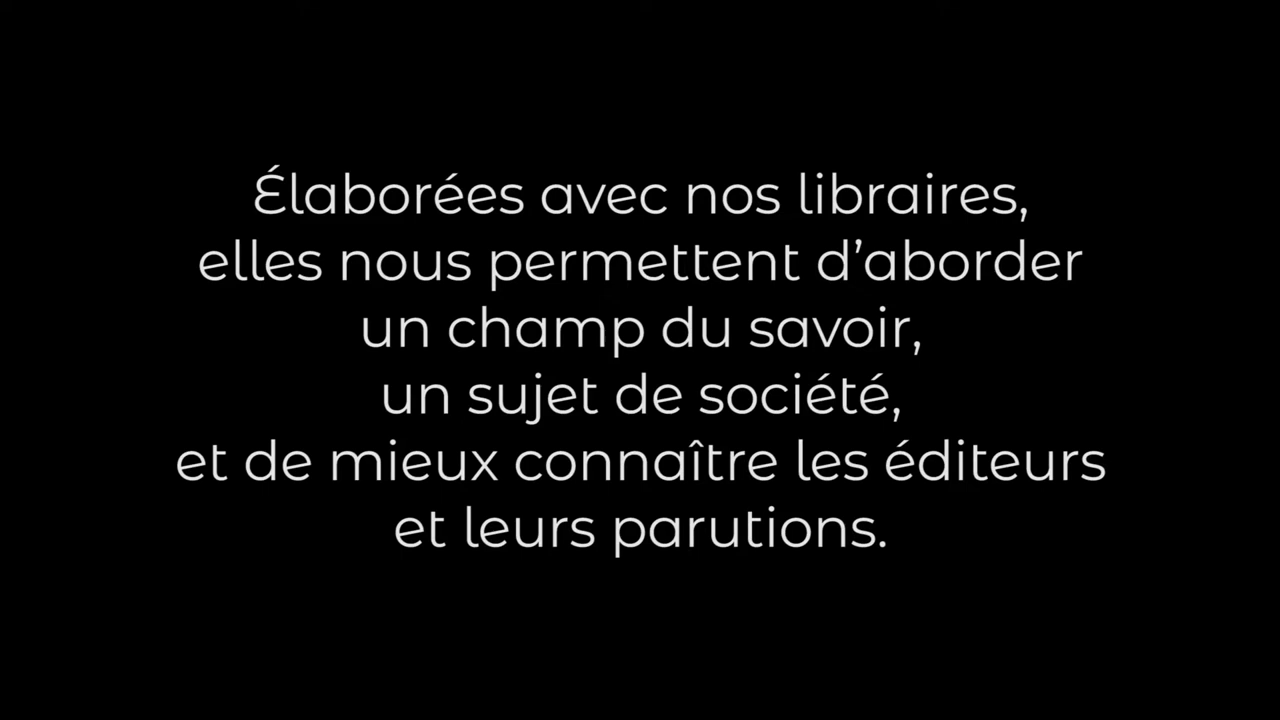 Élaborées avec nos libraires,
elles nous permettent d’aborder
un champ du savoir,
un sujet de société,
et de mieux connaître les éditeurs
et leurs parutions.